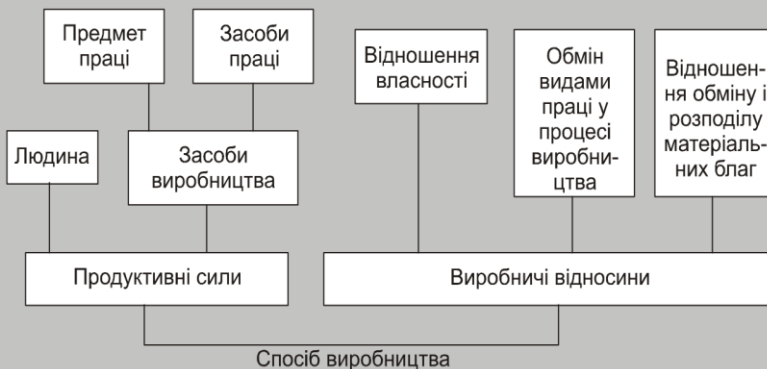 Предмет
праці
Засоби
праці
Відношення
власності
Обмін
видами
праці у
процесі
виробни-
цтва
Відношен-
ня обміну і
розподілу
матеріаль-
них благ
Людина
Засоби
виробництва
Продуктивні сили
Виробничі відносини
Спосіб виробництва